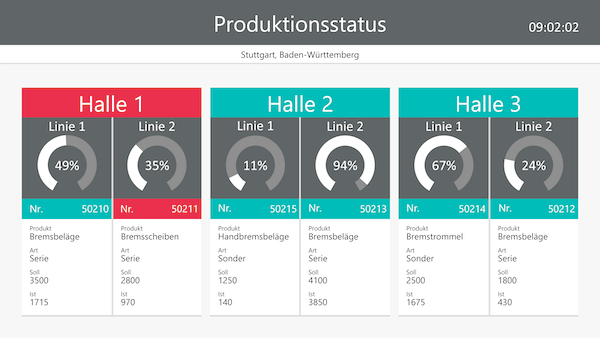 Produktionsstatus
09:02:02
Stuttgart, Baden-Württemberg
Halle 1
Linie 1
49%
Nr. 50210
Produkt
Bremsbeläge
Art
Serie
Soll
3500
Ist
1715
Linie 2
35%
Nr. 50211
Produkt
Bremsscheiben
Art
Serie
Soll
2800
Ist
970
Halle 2
Linie 1
11%
Nr. 50215
Produkt
Handbremsbeläge
Art
Sonder
Soll
1250
Ist
140
Linie 2
94%
Nr. 50213
Produkt
Bremsbeläge
Art
Serie
Soll
4100
Ist
3850
Halle 3
Linie 1
67%
Nr. 50214
Produkt
Bremstrommel
Art
Sonder
Soll
2500
Ist
1675
Linie 2
24%
Nr. 50212
Produkt
Bremsbeläge
Art
Serie
Soll
1800
Ist
430